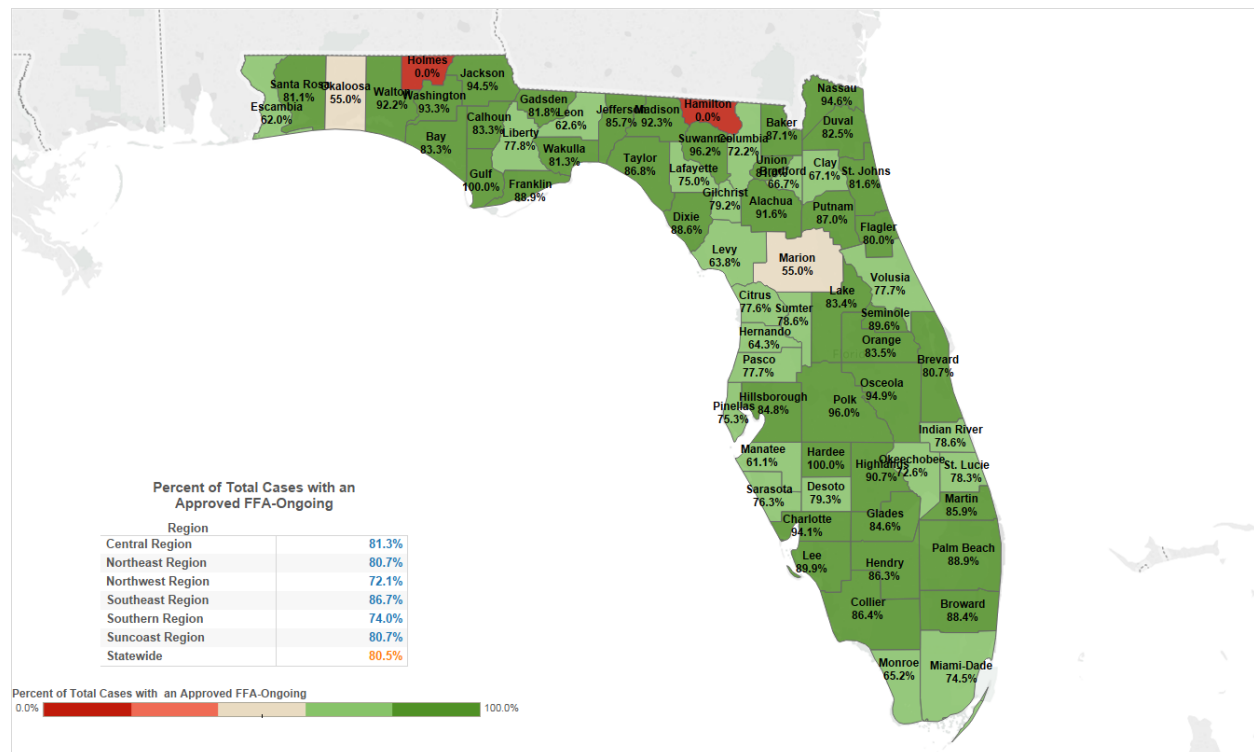 Holmes
0.0%
Jackson
94.5%
Santa Rosa
81.1%
Okaloosa
55.0%
Walton
92.2%
Washington
93.3%
Escambia
62.0%
Nassau
94.6%
Gadsden
81.8%
Leon
62.6%
Jefferson
85.7%
Madison
92.3%
Hamilton
0.0%
Calhoun
83.3%
Baker
87.1%
Duval
82.5%
Bay
83.3%
Liberty
77.8%
Wakulla
81.3%
Suwannee
96.2%
Columbia
72.2%
Taylor
86.8%
Lafayette
75.0%
Union
Bradford
66.7%
Clay
67.1%
St. Johns
81.6%
Gulf
100.0%
Franklin
88.9%
Gilchrist
79.2%
Alachua
91.6%
Putnam
87.0%
Dixie
88.6%
Flagler
80.0%
Levy
63.8%
Marion
55.0%
Volusia
77.7%
Citrus
77.6%
Sumter
78.6%
Lake
83.4%
Seminole
89.6%
Hernando
64.3%
Orange
83.5%
Pasco
77.7%
Brevard
80.7%
Osceola
94.9%
Pinellas
75.3%
Hillsborough
84.8%
Polk
96.0%
Indian River
78.6%
Manatee
61.1%
Hardee
100.0%
Highlands
90.7%
Okeechobee
72.6%
St. Lucie
78.3%
Sarasota
76.3%
Desoto
79.3%
Martin
85.9%
Charlotte
94.1%
Glades
84.6%
Lee
89.9%
Hendry
86.3%
Palm Beach
88.9%
Collier
86.4%
Broward
88.4%
Monroe
65.2%
Miami-Dade
74.5%
Percent of Total Cases with an
Approved FFA-Ongoing
Region
Central Region 81.3%
Northeast Region 80.7%
Northwest Region 72.1%
Southeast Region 86.7%
Southern Region 74.0%
Suncoast Region 80.7%
Statewide 80.5%
Percent of Total Cases with an Approved FFA-Ongoing
0.0% 100.0%